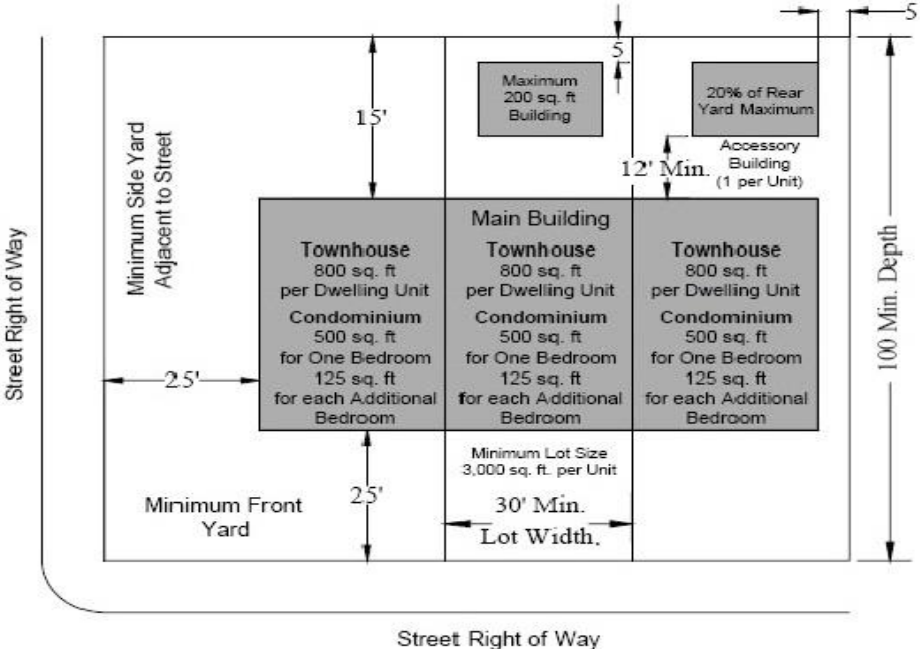 5
5
Maximum
200 sq. ft
Building
20% of Rear
Yard Maximum
15'
Minimum Side Yard
Adjacent to Street
12' Min.
Accessory
Building
(1 per Unit)
Street Right of Way
Main Building
Townhouse
800 sq. ft
per Dwelling Unit
Condominium
500 sq. ft
for One Bedroom
125 sq. ft
for each Additional
Bedroom
Townhouse
800 sq. ft
per Dwelling Unit
Condominium
500 sq. ft
for One Bedroom
125 sq. ft
for each Additional
Bedroom
Townhouse
800 sq. ft
per Dwelling Unit
Condominium
500 sq. ft
for One Bedroom
125 sq. ft
for each Additional
Bedroom
100 Min. Depth
25'
Minimum Lot Size
3,000 sq. ft. per Unit
25'
Minimum Front
Yard
30' Min.
Lot Width.
Street Right of Way